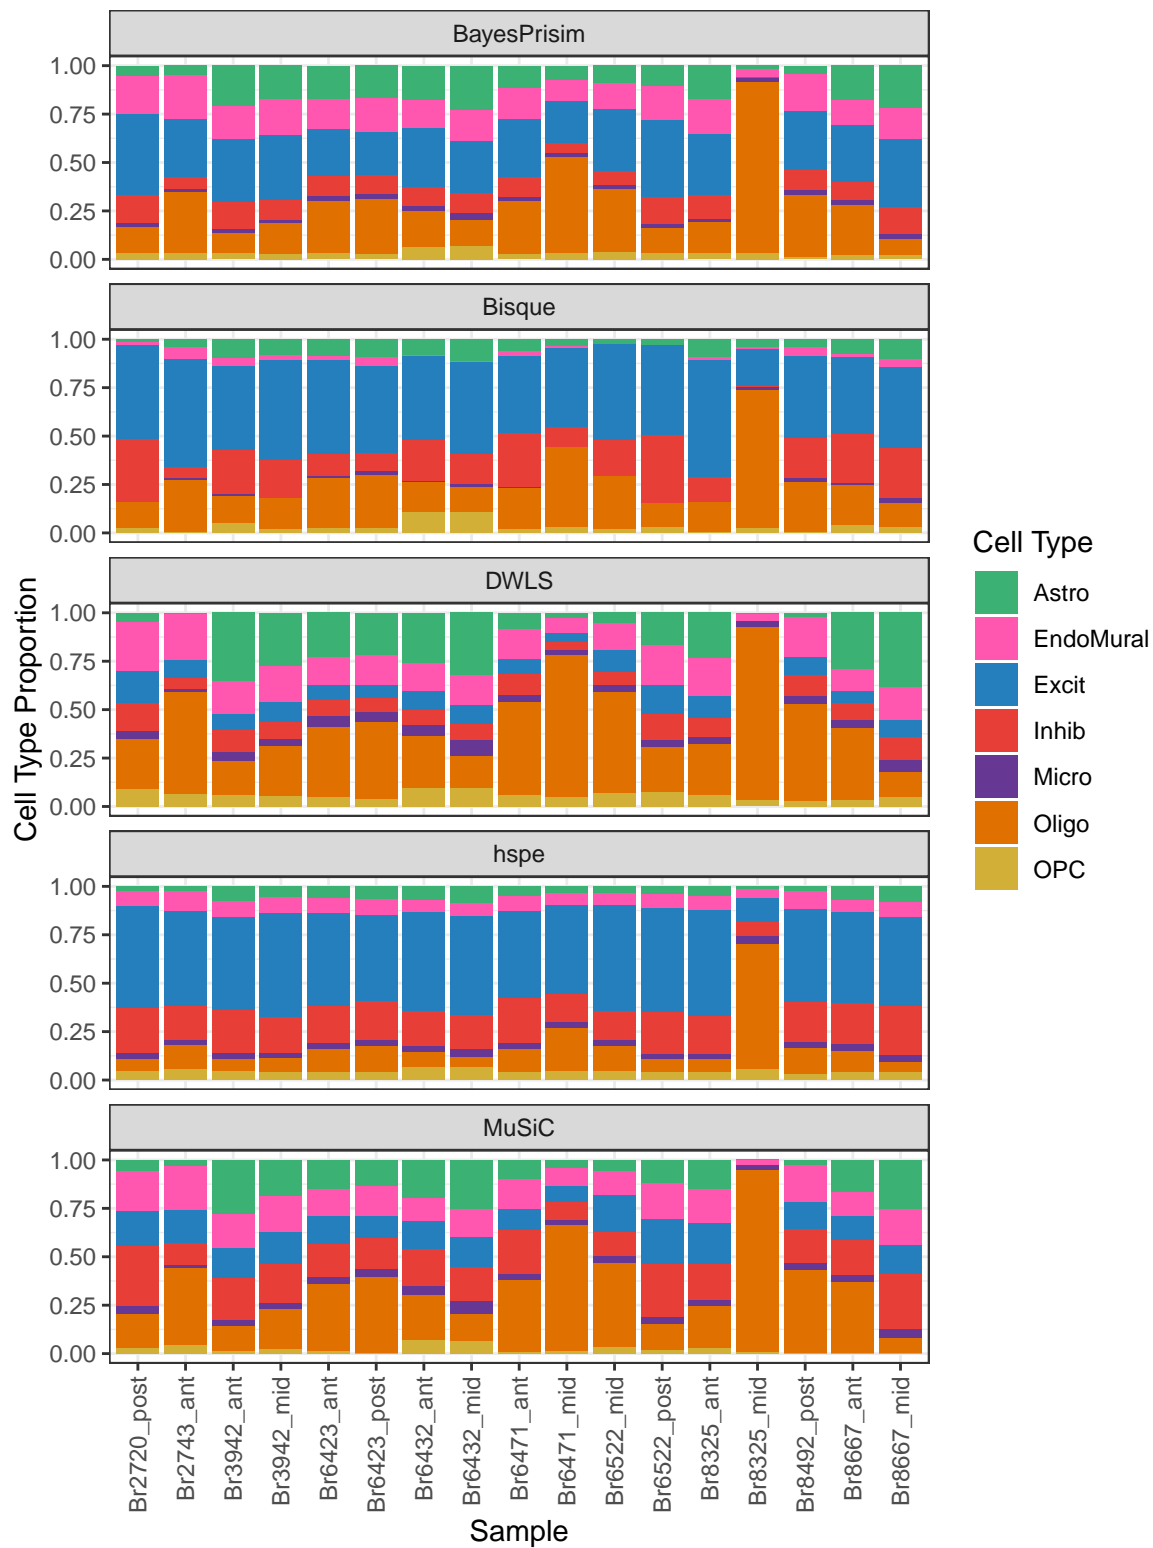 BayesPrisim
1.00
0.75
0.50
0.25
0.00
Bisque
1.00
0.75
0.50
0.25
0.00
DWLS
1.00
0.75
0.50
0.25
0.00
hspe
1.00
0.75
0.50
0.25
0.00
MuSiC
1.00
0.75
0.50
0.25
0.00
Cell Type Proportion
Br2720_post
Br2743_ant
Br3942_ant
Br3942_mid
Br6423_ant
Br6423_post
Br6432_ant
Br6432_mid
Br6471_ant
Br6471_mid
Br6522_mid
Br6522_post
Br8325_ant
Br8325_mid
Br8492_post
Br8667_ant
Br8667_mid
Sample
Cell Type
Astro
EndoMural
Excit
Inhib
Micro
Oligo
OPC